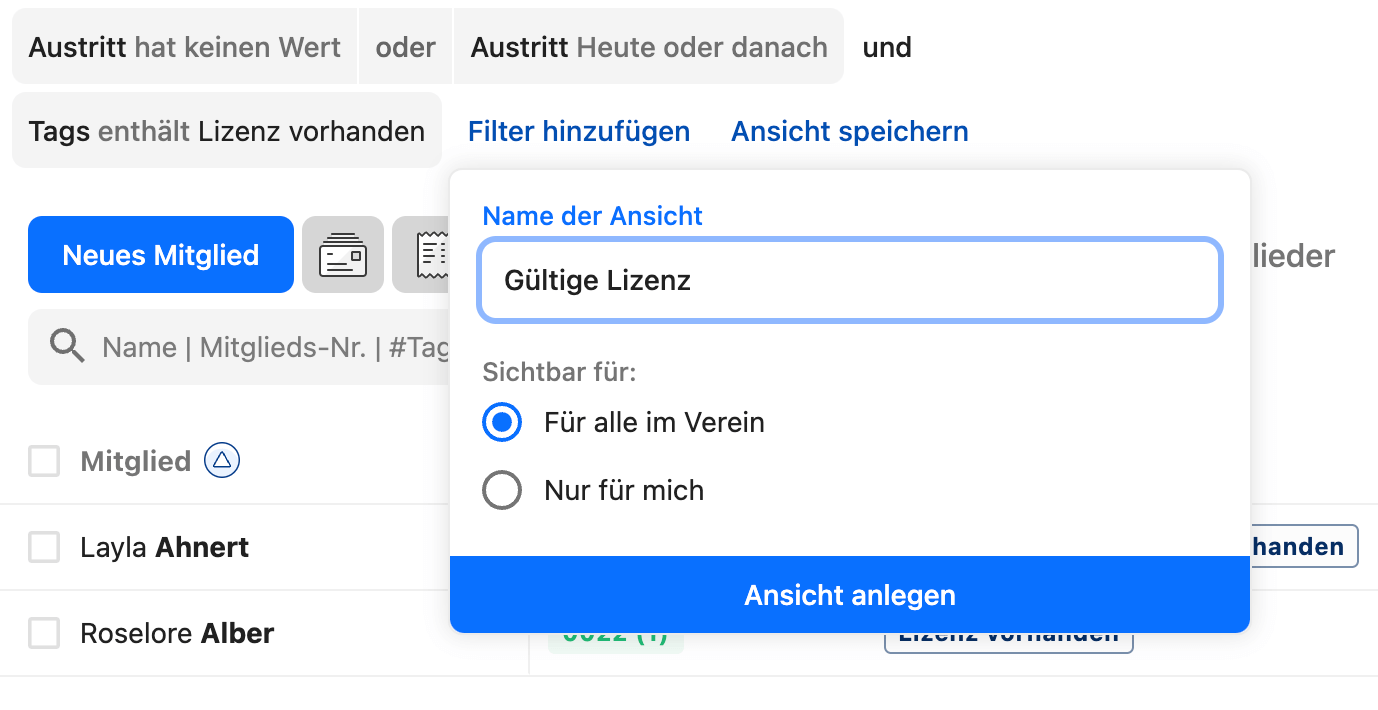 Austritt hat keinen Wert oder Austritt Heute oder danach und
Tags enthält Lizenz vorhanden Filter hinzufügen Ansicht speichern
Name der Ansicht
Neues Mitglied
Gültige Lizenz
lieder
Name | Mitglieds-Nr. | #Tag
Sichtbar für:
Für alle im Verein
Mitglied
Nur für mich
Layla Ahnert
handen
Ansicht anlegen
Roselore Alber
Lizenz vorhanden